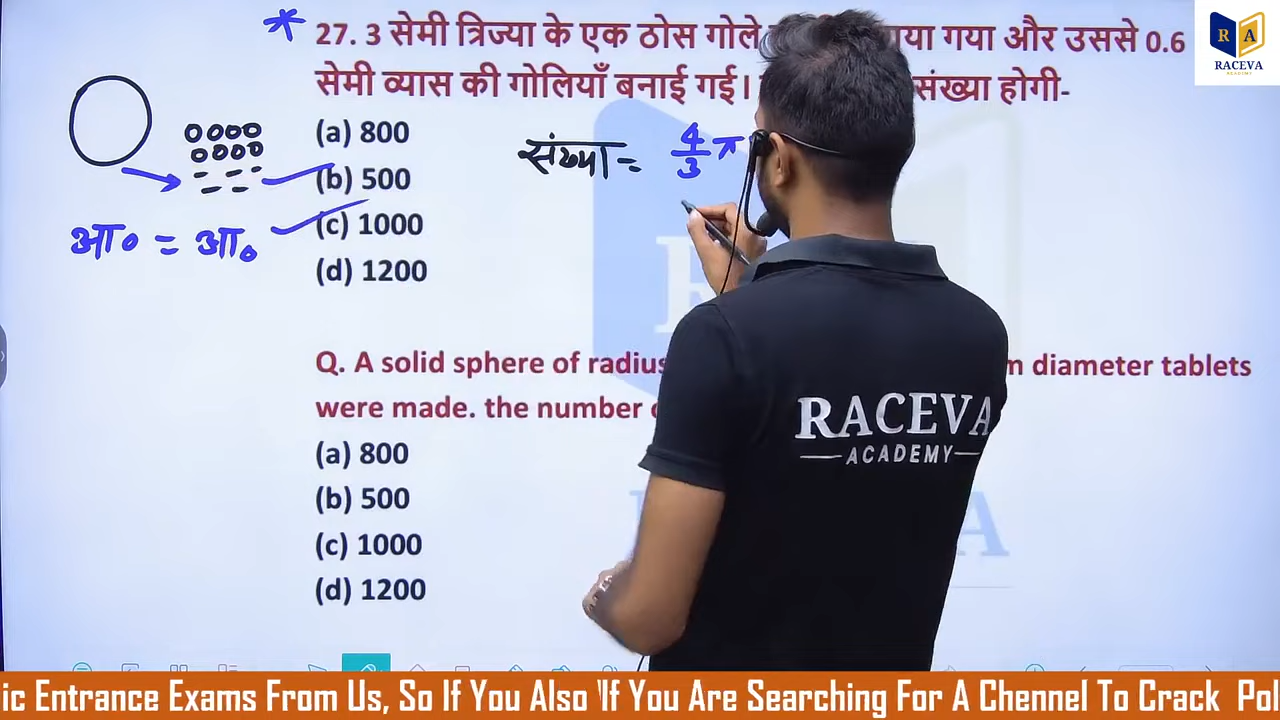 * 27. 3 सेमी त्रिज्या के एक ठोस गोले याया गया और उससे 0.6
सेमी व्यास की गोलियाँ बनाई गई। संख्या होगी-
(a) 800
(b) 500
(c) 1000
(d) 1200
संख्या = 4/3 π
आ० = आ०
Q. A solid sphere of radius m diameter tablets
were made. the number
(a) 800
(b) 500
(c) 1000
(d) 1200
R A
RACEVA
ACADEMY
RACEVA
ACADEMY
ic Entrance Exams From Us, So If You Also 'If You Are Searching For A Chennel To Crack Pol